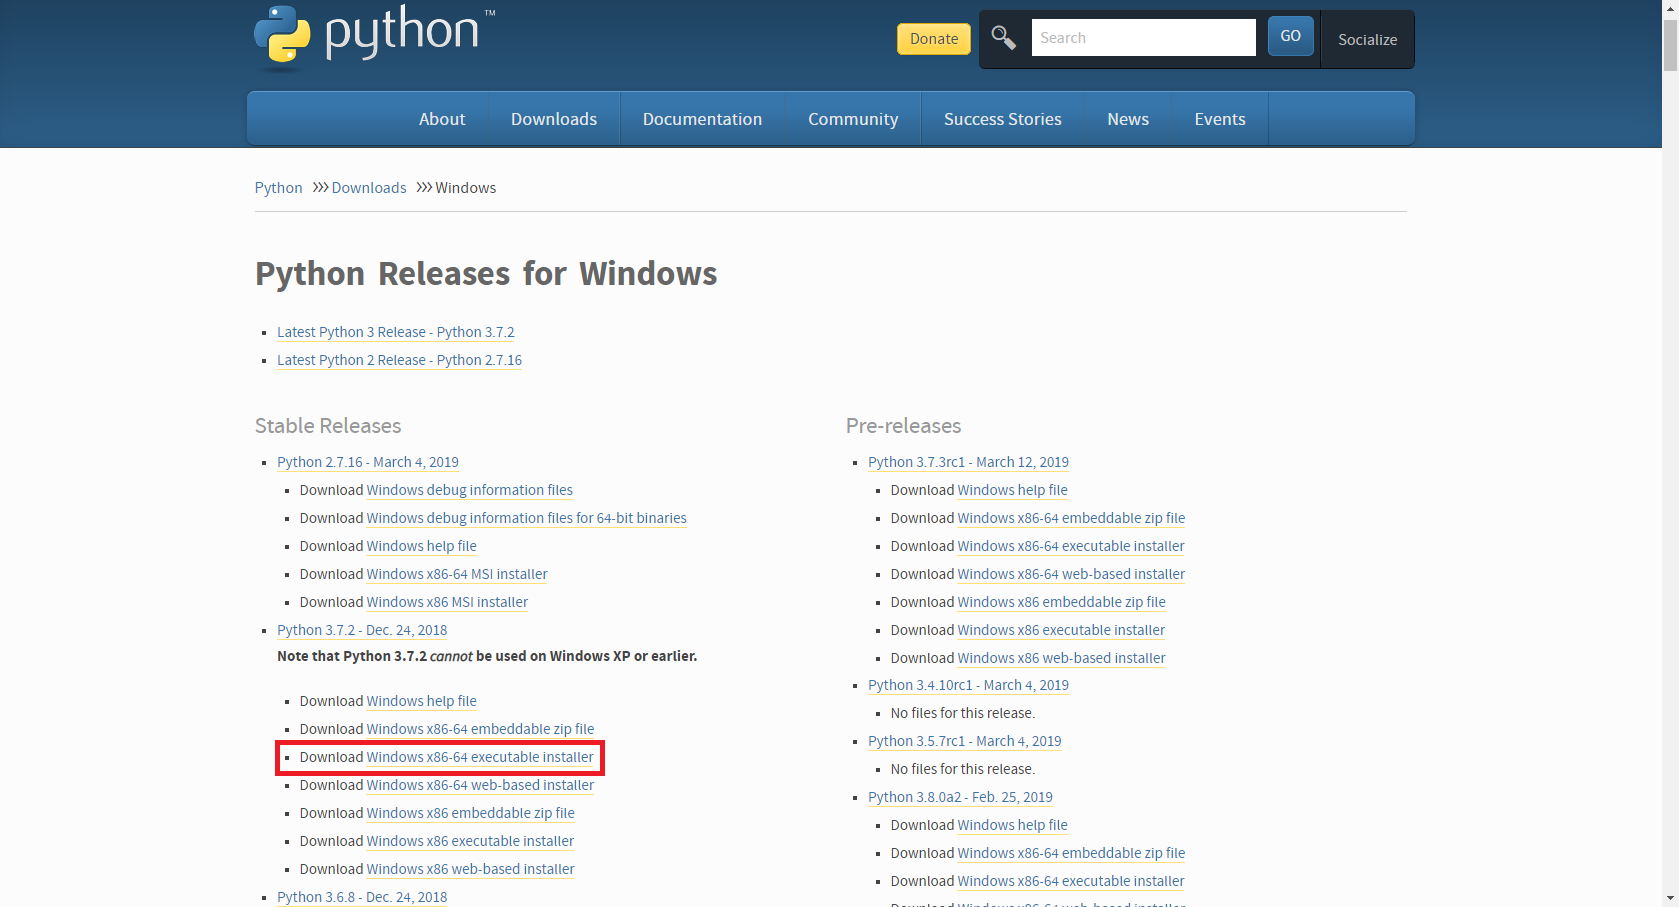 python™
Donate
Search
GO
Socialize
About
Downloads
Documentation
Community
Success Stories
News
Events
Python >>> Downloads >>> Windows
Python Releases for Windows
Latest Python 3 Release - Python 3.7.2
Latest Python 2 Release - Python 2.7.16
Stable Releases
Python 2.7.16 - March 4, 2019
Download Windows debug information files
Download Windows debug information files for 64-bit binaries
Download Windows help file
Download Windows x86-64 MSI installer
Download Windows x86 MSI installer
Python 3.7.2 - Dec. 24, 2018
Note that Python 3.7.2 cannot be used on Windows XP or earlier.
Download Windows help file
Download Windows x86-64 embeddable zip file
Download Windows x86-64 executable installer
Download Windows x86-64 web-based installer
Download Windows x86 embeddable zip file
Download Windows x86 executable installer
Download Windows x86 web-based installer
Python 3.6.8 - Dec. 24, 2018
Pre-releases
Python 3.7.3rc1 - March 12, 2019
Download Windows help file
Download Windows x86-64 embeddable zip file
Download Windows x86-64 executable installer
Download Windows x86-64 web-based installer
Download Windows x86 embeddable zip file
Download Windows x86 executable installer
Download Windows x86 web-based installer
Python 3.4.10rc1 - March 4, 2019
No files for this release.
Python 3.5.7rc1 - March 4, 2019
No files for this release.
Python 3.8.0a2 - Feb. 25, 2019
Download Windows help file
Download Windows x86-64 embeddable zip file
Download Windows x86-64 executable installer